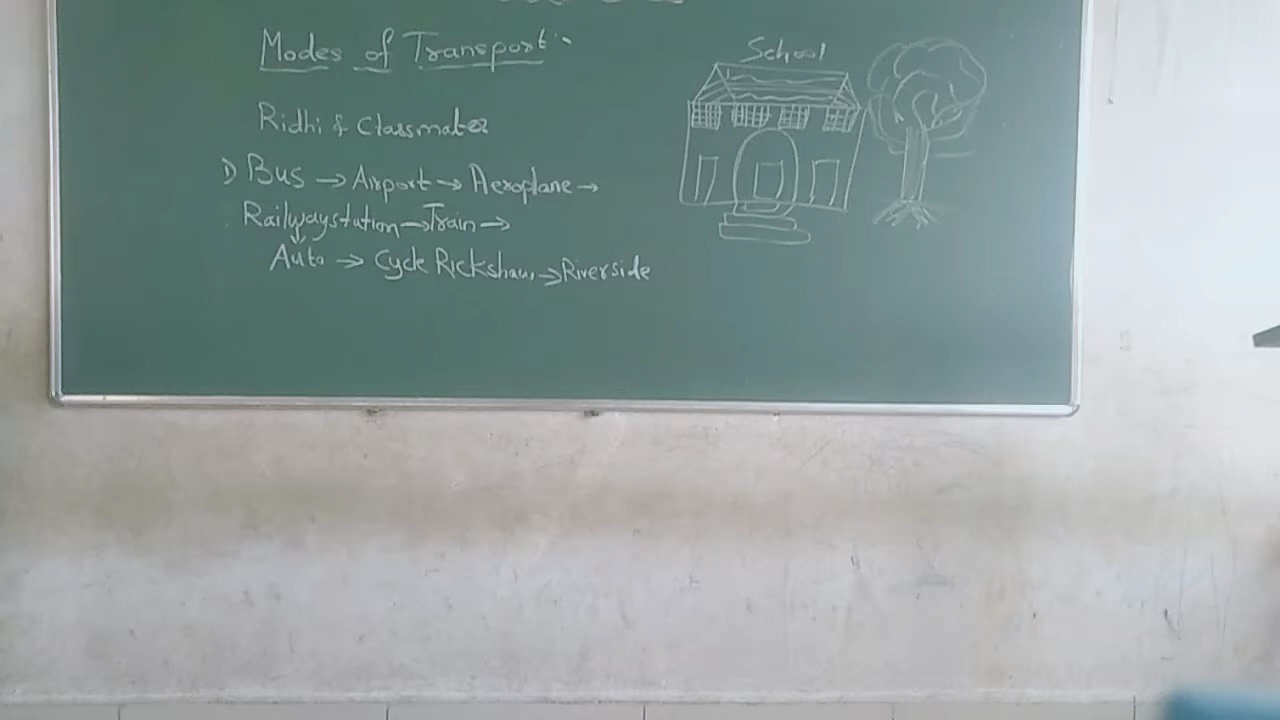 Modes of Transport :-
School
Ridhi & Classmates
1) Bus → Airport → Aeroplane →
Railwaystation → Train →
↓
Auto → Cycle Rickshaw → Riverside